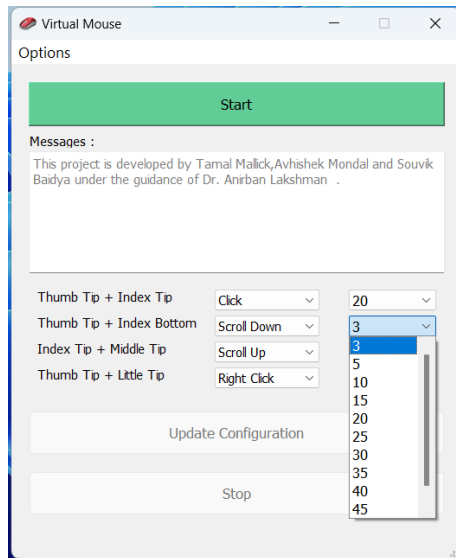 Virtual Mouse
Options
Start
Messages :
This project is developed by Tamal Mallick,Avhishek Mondal and Souvik
Baidya under the guidance of Dr. Anirban Lakshman  .
Thumb Tip + Index Tip Click 20
Thumb Tip + Index Bottom Scroll Down 3
Index Tip + Middle Tip Scroll Up 3
Thumb Tip + Little Tip Right Click 5
10
15
20
Update Configuration 25
30
35
Stop 40
45